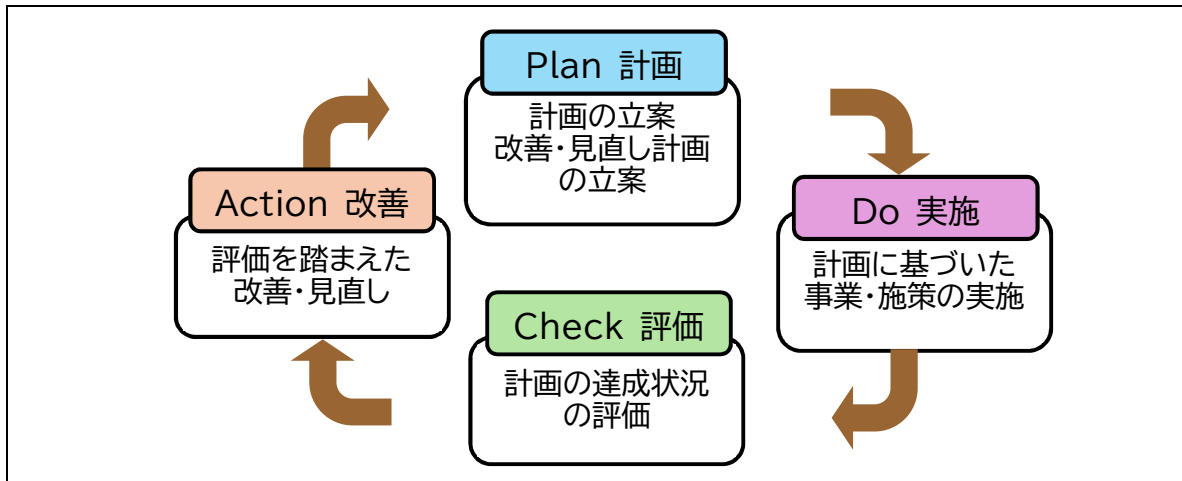 Plan 計画
計画の立案
改善・見直し計画
の立案
Do 実施
計画に基づいた
事業・施策の実施
Check 評価
計画の達成状況
の評価
Action 改善
評価を踏まえた
改善・見直し